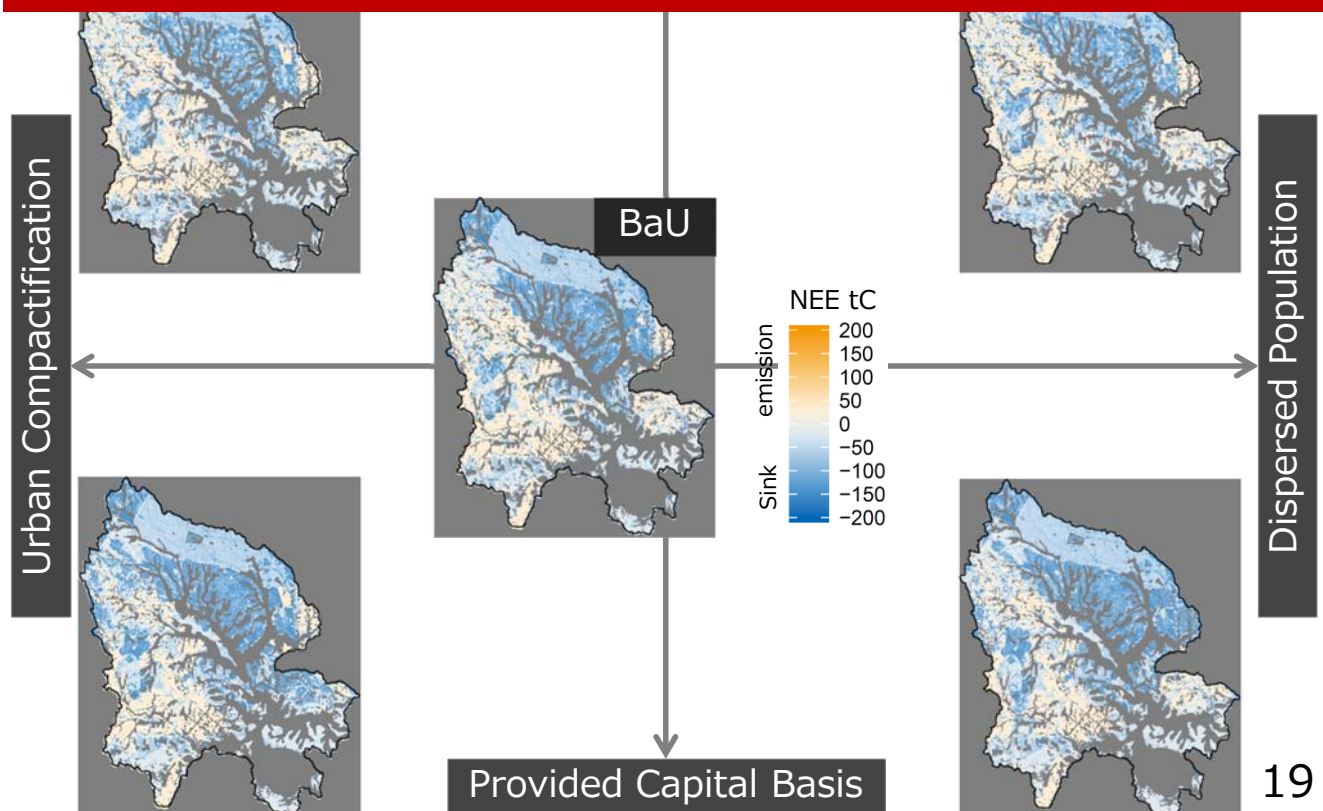 BaU
Urban Compactification
Dispersed Population
NEE tC
emission
Sink
200
150
100
50
0
−50
−100
−150
−200
Provided Capital Basis
19